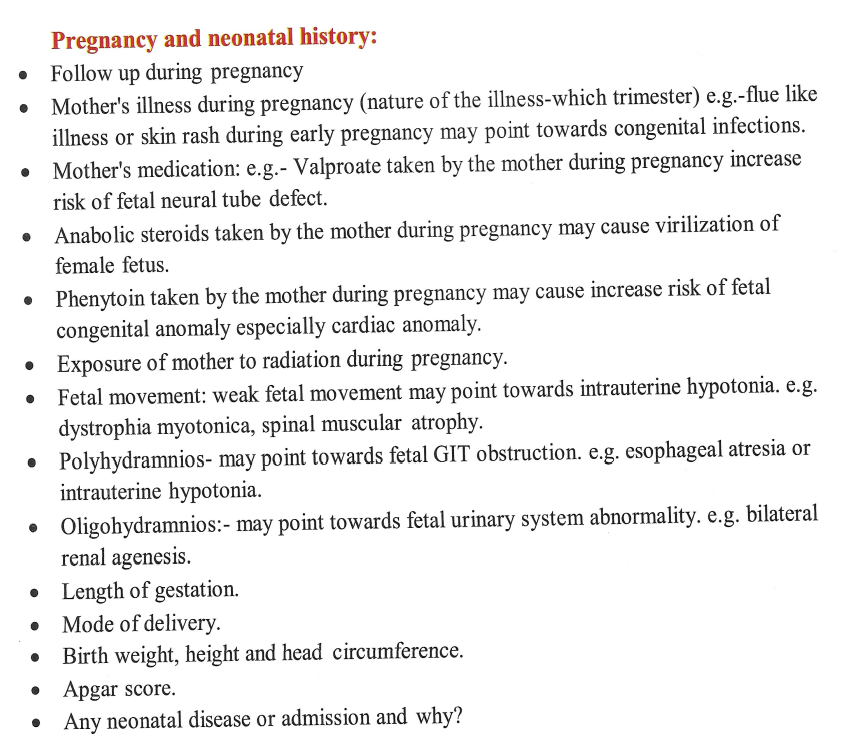 Pregnancy and neonatal history:
• Follow up during pregnancy
• Mother's illness during pregnancy (nature of the illness-which trimester) e.g.-flue like
illness or skin rash during early pregnancy may point towards congenital infections.
• Mother's medication: e.g.- Valproate taken by the mother during pregnancy increase
risk of fetal neural tube defect.
• Anabolic steroids taken by the mother during pregnancy may cause virilization of
female fetus.
• Phenytoin taken by the mother during pregnancy may cause increase risk of fetal
congenital anomaly especially cardiac anomaly.
• Exposure of mother to radiation during pregnancy.
• Fetal movement: weak fetal movement may point towards intrauterine hypotonia. e.g.
dystrophia myotonica, spinal muscular atrophy.
• Polyhydramnios- may point towards fetal GIT obstruction. e.g. esophageal atresia or
intrauterine hypotonia.
• Oligohydramnios:- may point towards fetal urinary system abnormality. e.g. bilateral
renal agenesis.
• Length of gestation.
• Mode of delivery.
• Birth weight, height and head circumference.
• Apgar score.
• Any neonatal disease or admission and why?